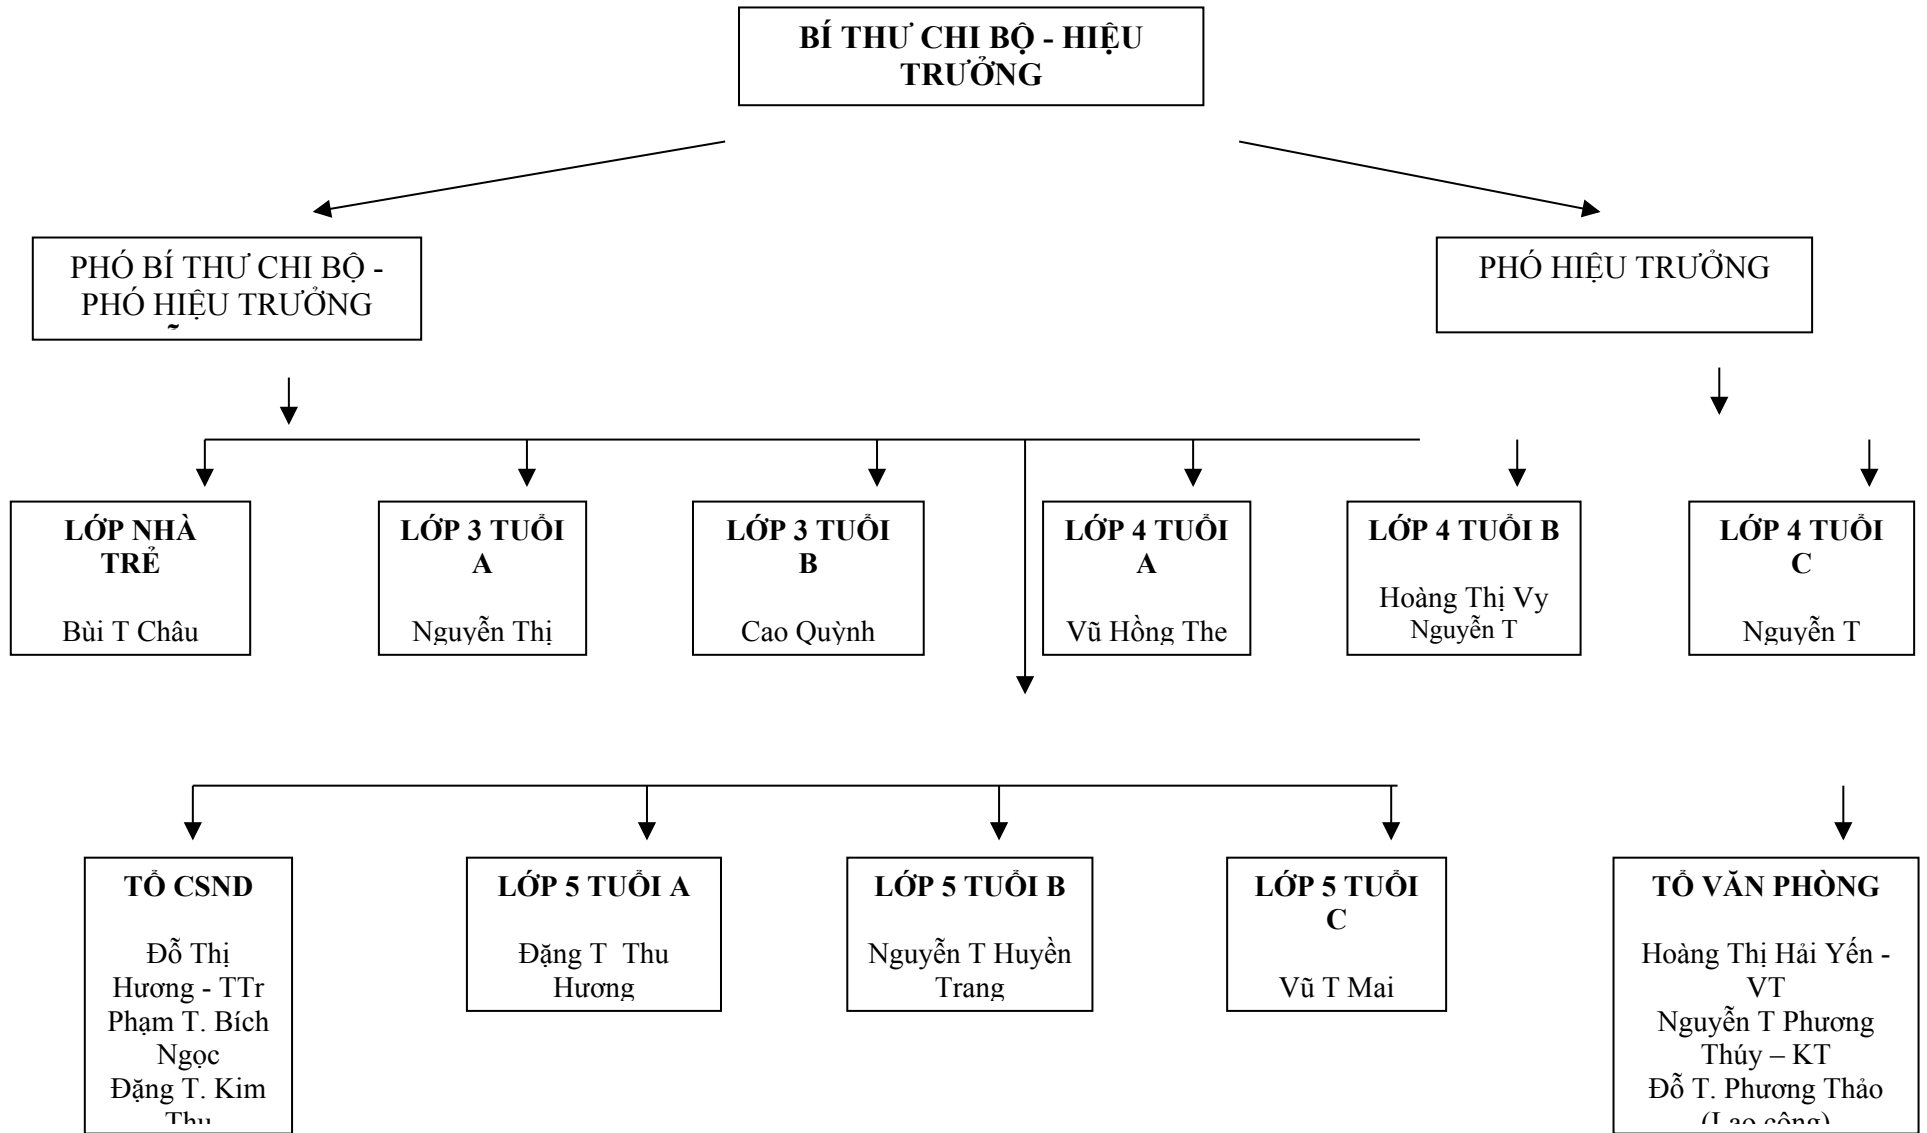 BÍ THƯ CHI BỘ - HIỆU
TRƯỞNG
PHÓ BÍ THƯ CHI BỘ -
PHÓ HIỆU TRƯỞNG
PHÓ HIỆU TRƯỞNG
LỚP NHÀ
TRẺ
Bùi T Châu
LỚP 3 TUỔI
A
Nguyễn Thị
LỚP 3 TUỔI
B
Cao Quỳnh
LỚP 4 TUỔI
A
Vũ Hồng The
LỚP 4 TUỔI B
Hoàng Thị Vy
Nguyễn T
LỚP 4 TUỔI
C
Nguyễn T
TỔ CSND
Đỗ Thị
Hương - TTr
Phạm T. Bích
Ngọc
Đặng T. Kim
Thu
LỚP 5 TUỔI A
Đặng T  Thu
Hương
LỚP 5 TUỔI B
Nguyễn T Huyền
Trang
LỚP 5 TUỔI
C
Vũ T Mai
TỔ VĂN PHÒNG
Hoàng Thị Hải Yến -
VT
Nguyễn T Phương
Thúy – KT
Đỗ T. Phương Thảo
(Lao công)